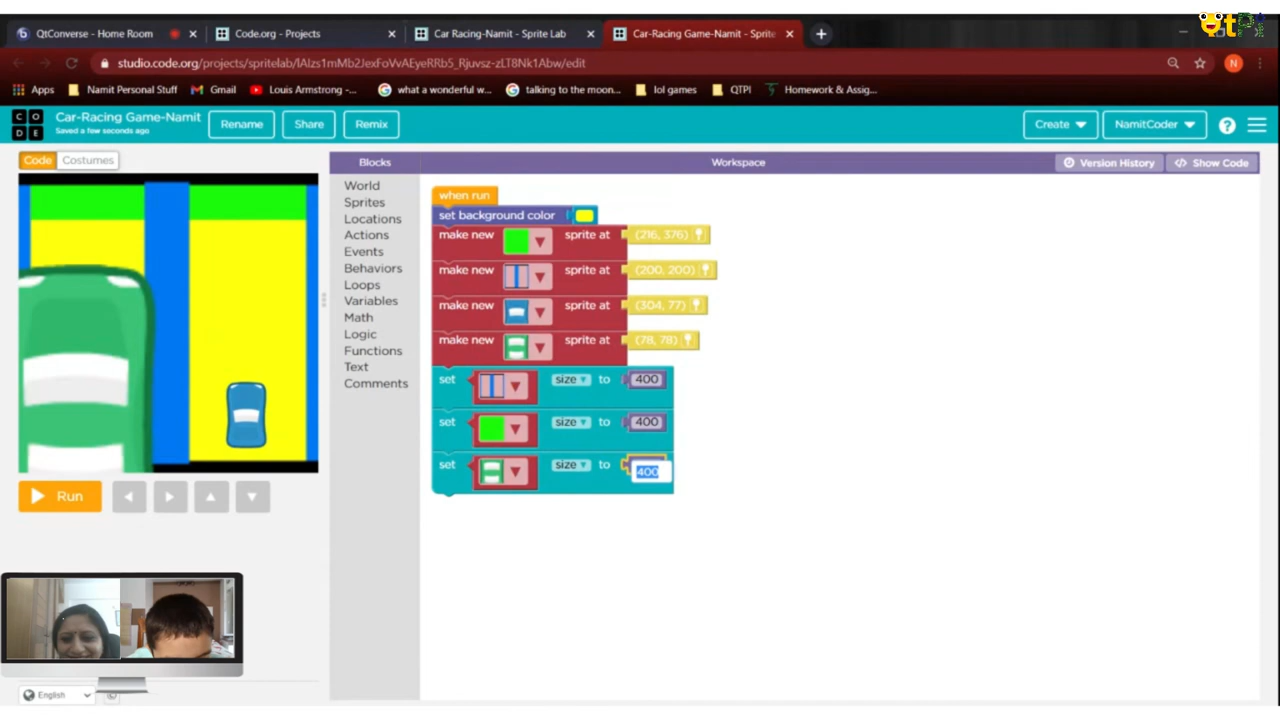 QtPi
QtConverse - Home Room
Code.org - Projects
Car Racing-Namit - Sprite Lab
Car-Racing Game-Namit - Sprite
studio.code.org/projects/spritelab/lAlzs1mMb2JexFoVvAEyeRRb5_Rjuvsz-zLT8Nk1Abw/edit
N
Apps
Namit Personal Stuff
Gmail
Louis Armstrong -...
what a wonderful w...
talking to the moon...
lol games
QTPI
Homework & Assig...
CODE
Car-Racing Game-Namit
Saved a few seconds ago
Rename
Share
Remix
Create
NamitCoder
?
Code
Costumes
Blocks
Workspace
Version History
Show Code
World
Sprites
Locations
Actions
Events
Behaviors
Loops
Variables
Math
Logic
Functions
Text
Comments
when run
set background color
make new sprite at (216, 376)
make new sprite at (200, 200)
make new sprite at (304, 77)
make new sprite at (78, 78)
set size to 400
set size to 400
set size to 400
Run
English